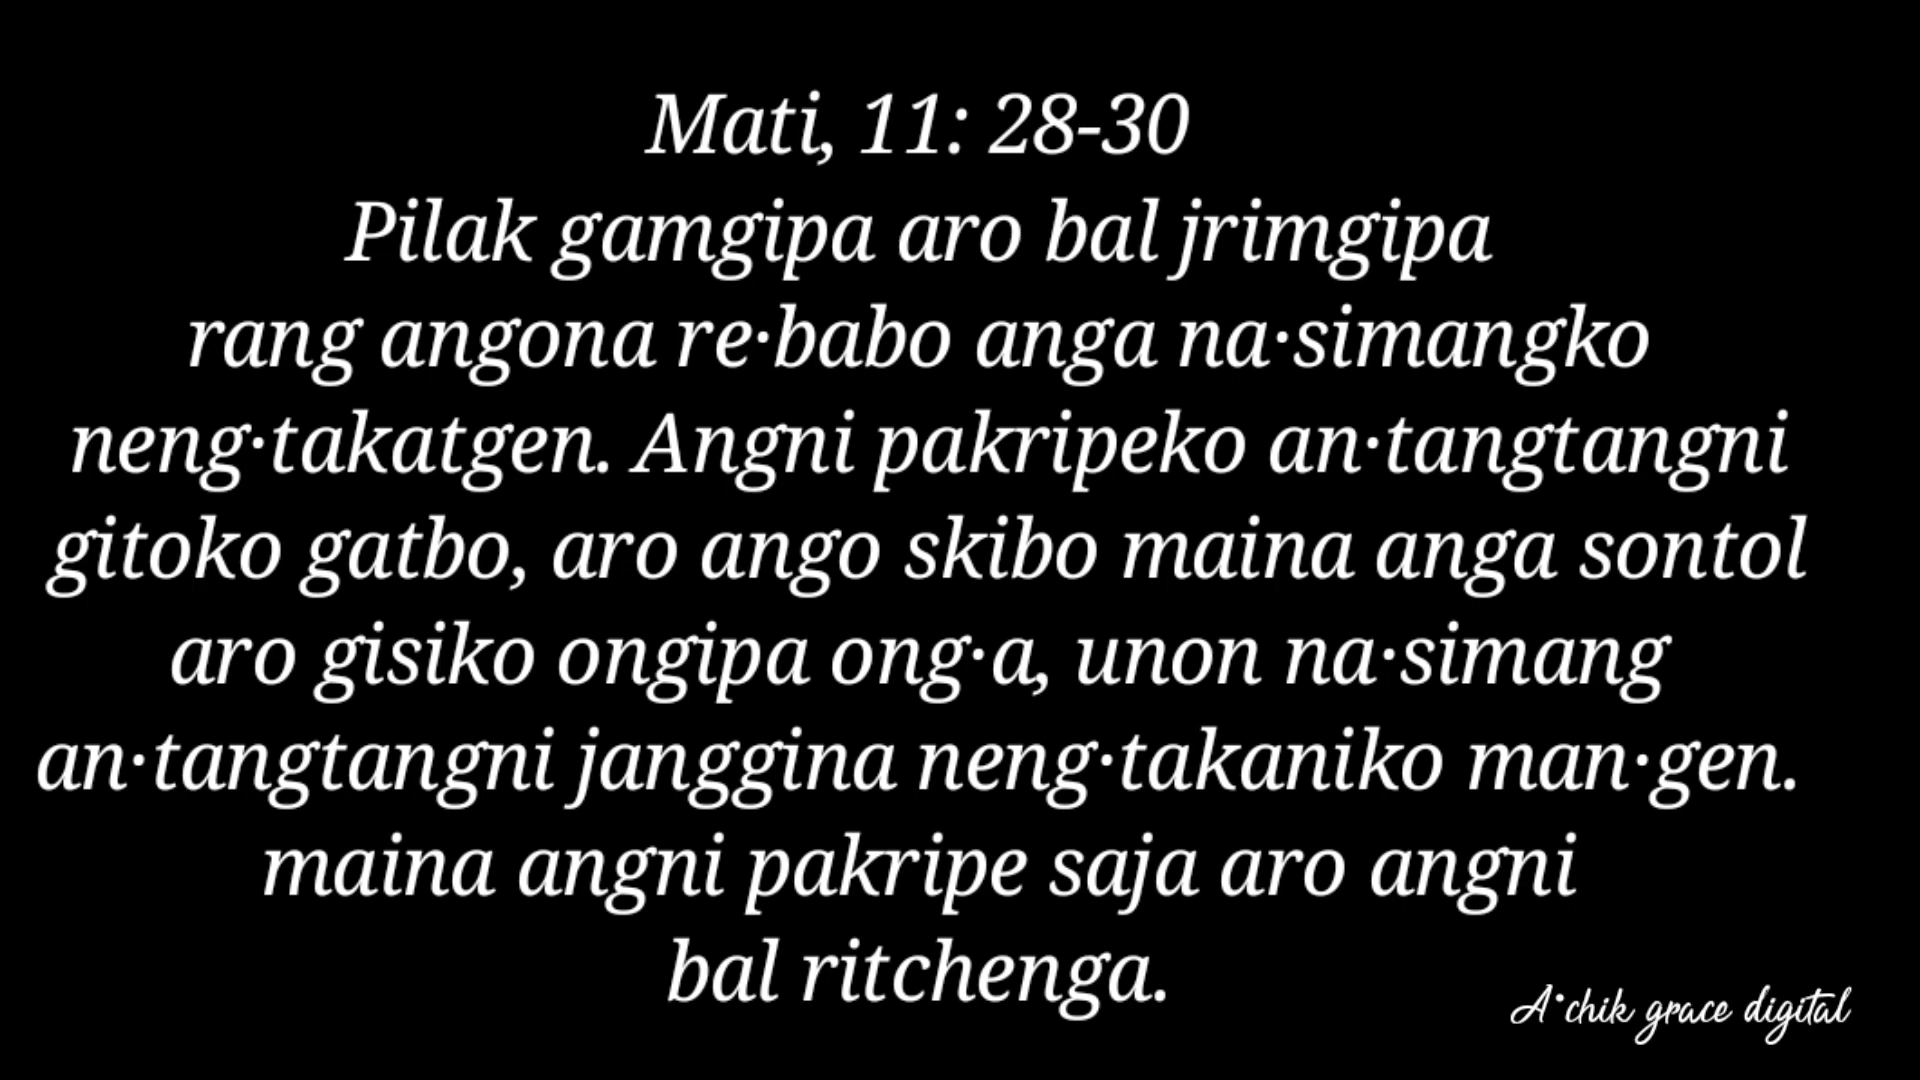 Mati, 11: 28-30
Pilak gamgipa aro bal jrimgipa
rang angona re·babo anga na·simangko
neng·takatgen. Angni pakripeko an·tangtangni
gitoko gatbo, aro ango skibo maina anga sontol
aro gisiko ongipa ong·a, unon na·simang
an·tangtangni janggina neng·takaniko man·gen.
maina angni pakripe saja aro angni
bal ritchenga.
A·chik grace digital